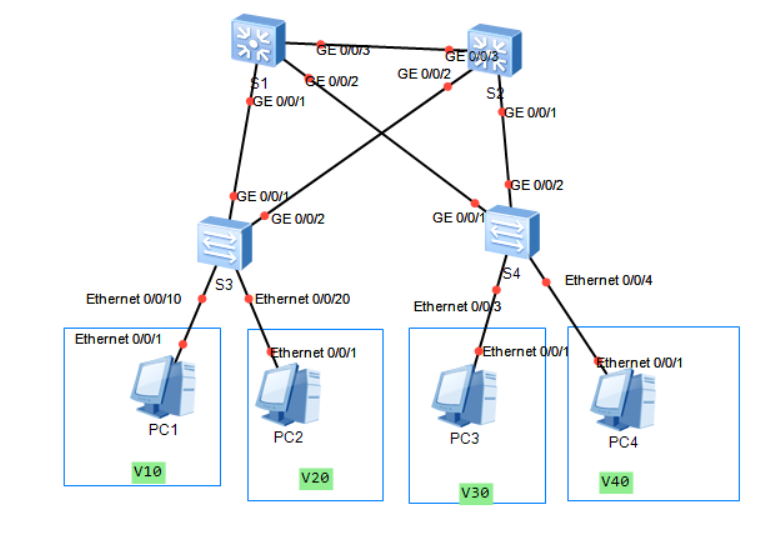 GE 0/0/3
GE 0/0/3
S1
GE 0/0/2
GE 0/0/2
S2
GE 0/0/1
GE 0/0/1
GE 0/0/1
GE 0/0/2
GE 0/0/2
GE 0/0/1
S3
S4
Ethernet 0/0/10
Ethernet 0/0/20
Ethernet 0/0/3
Ethernet 0/0/4
Ethernet 0/0/1
Ethernet 0/0/1
Ethernet 0/0/1
Ethernet 0/0/1
PC1
PC2
PC3
PC4
V10
V20
V30
V40